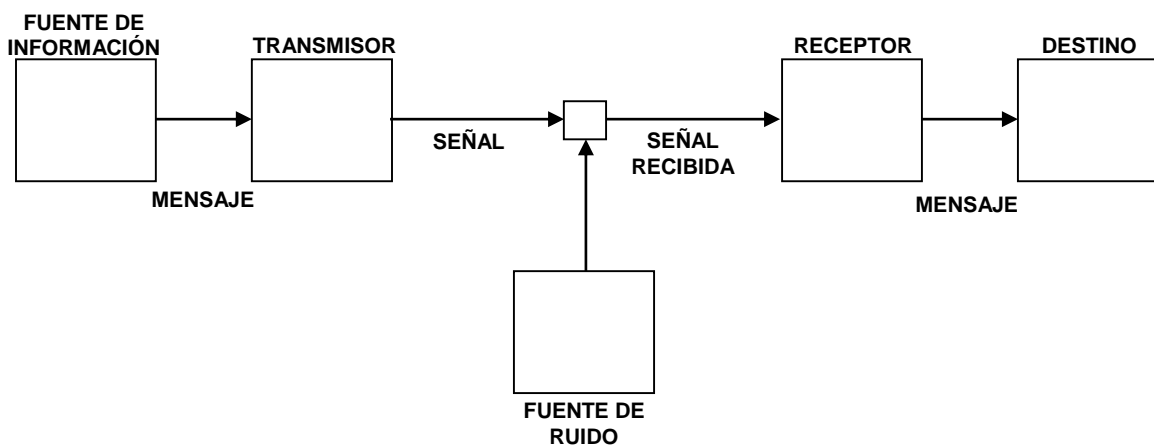 FUENTE DE
INFORMACIÓN
TRANSMISOR
RECEPTOR
DESTINO
SEÑAL
SEÑAL
RECIBIDA
MENSAJE
MENSAJE
FUENTE DE
RUIDO